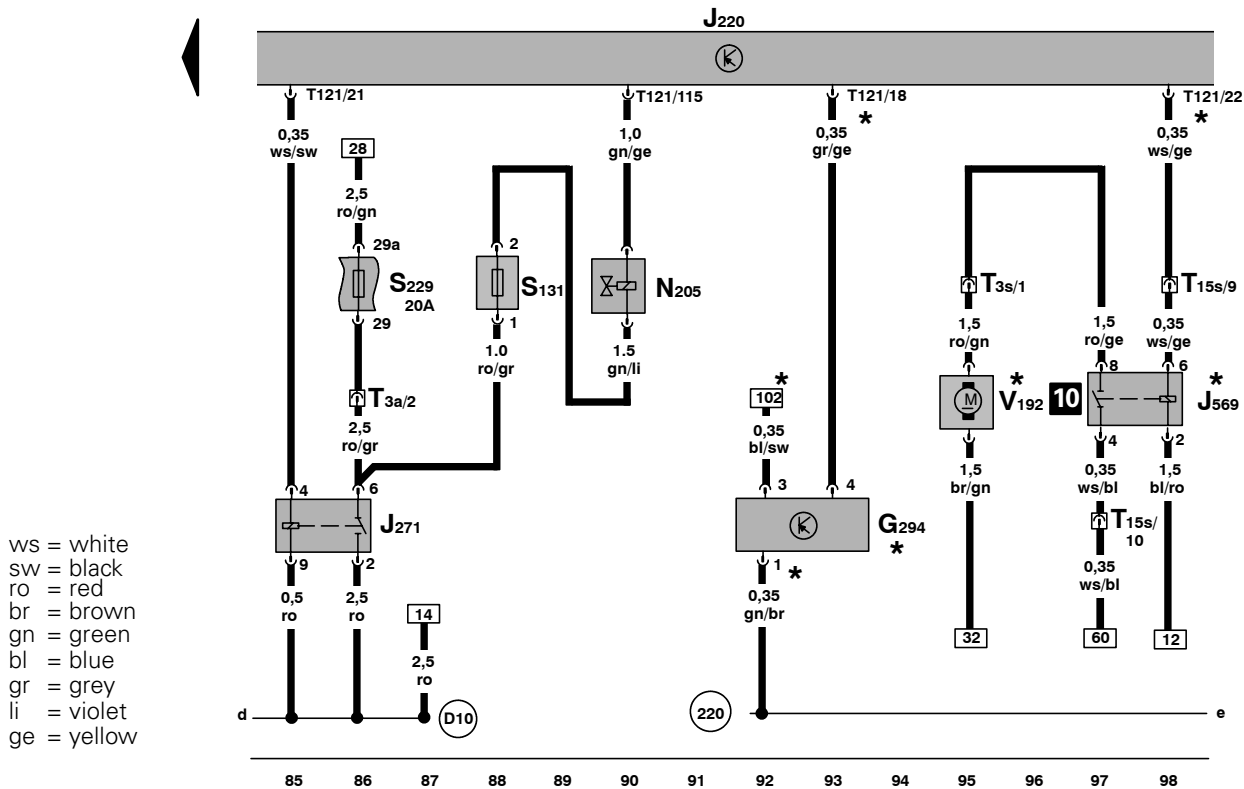 J220
T121/21
T121/115
T121/18
*
T121/22
*
0,35
ws/sw
28
1,0
gn/ge
0,35
gr/ge
0,35
ws/ge
2,5
ro/gn
29a
2
S229
20A
S131
N205
T3s/1
T15s/9
29
1
1.0
ro/gr
1.5
gn/li
1,5
ro/gn
1,5
ro/ge
0,35
ws/ge
T3a/2
2,5
ro/gr
102
*
8
6
M
V192
*
10
J569
*
0,35
bl/sw
4
2
4
6
3
4
1,5
br/gn
0,35
ws/bl
1,5
bl/ro
J271
G294
*
T15s/
10
9
2
1
*
0,5
ro
2,5
ro
14
0,35
gn/br
0,35
ws/bl
2,5
ro
32
60
12
d
D10
220
e
ws = white
sw = black
ro = red
br = brown
gn = green
bl = blue
gr = grey
li = violet
ge = yellow
85 86 87 88 89 90 91 92 93 94 95 96 97 98